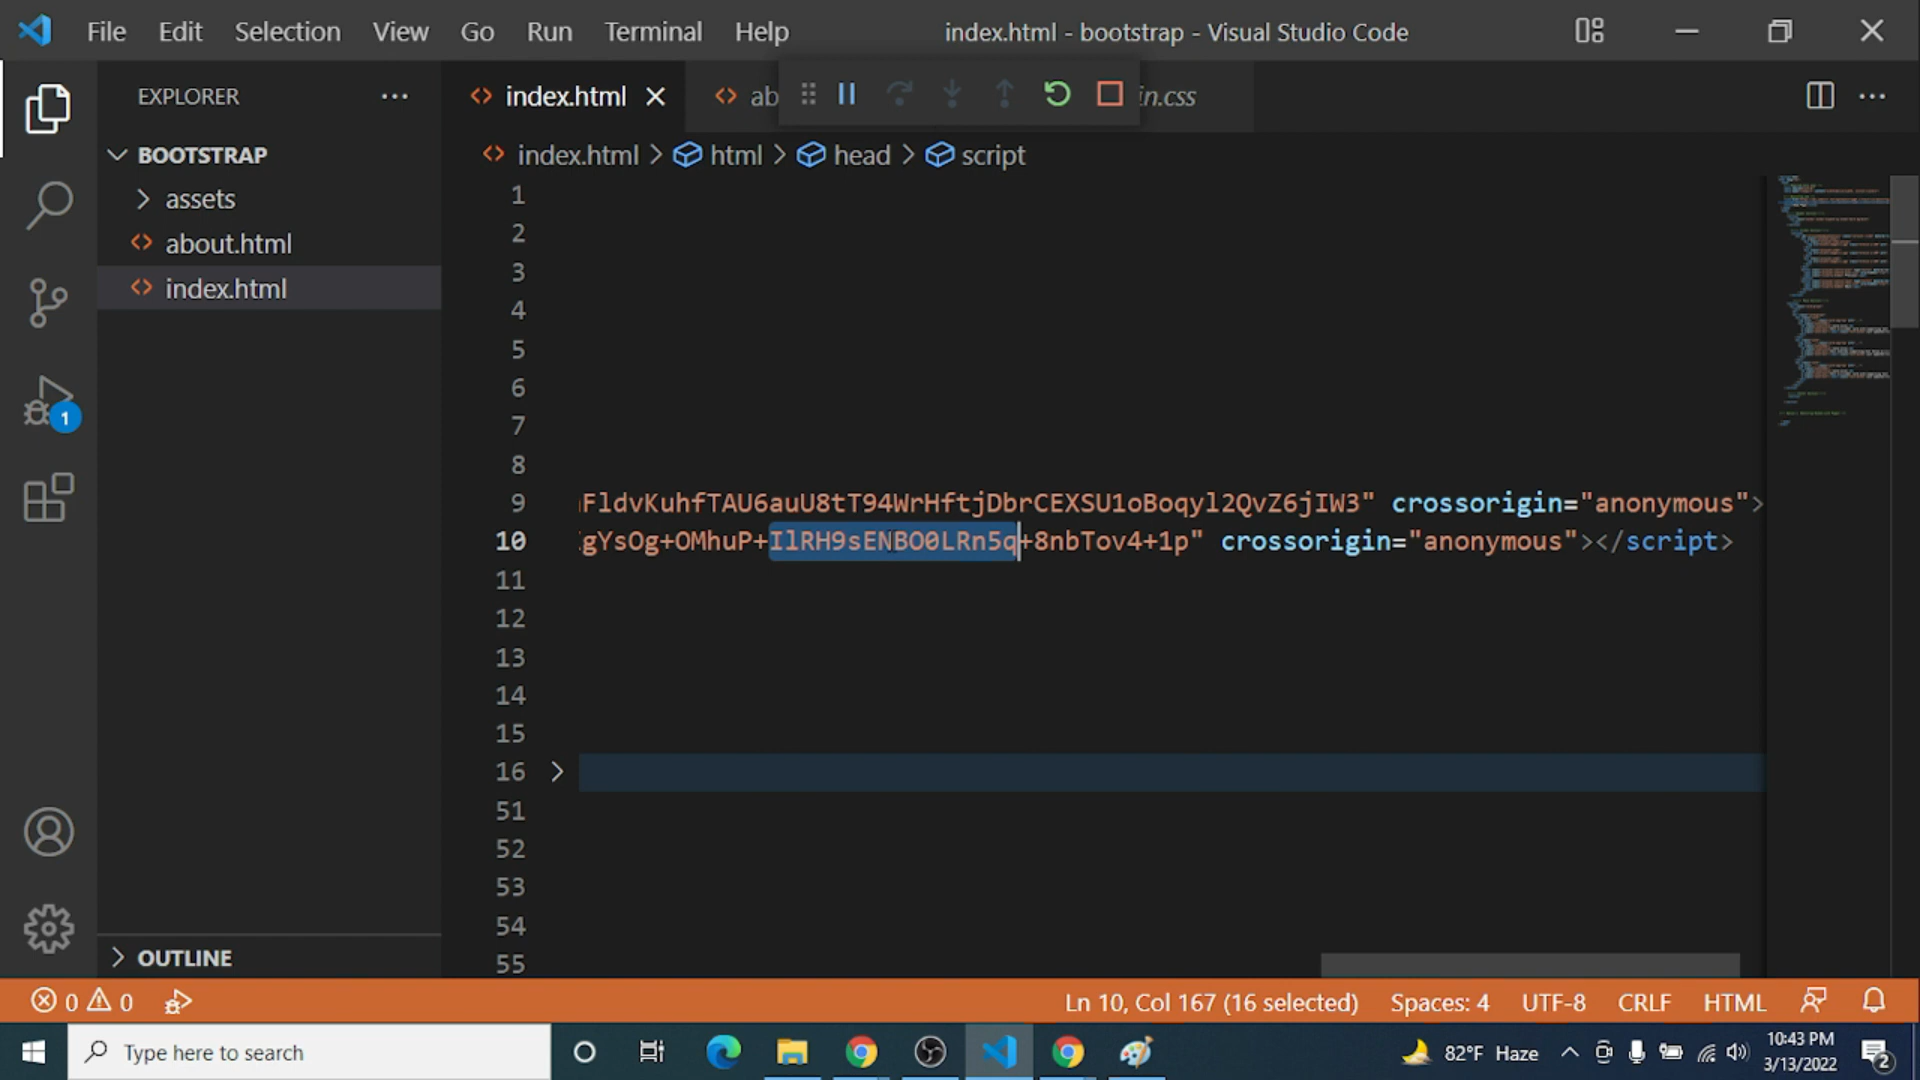 File Edit Selection View Go Run Terminal Help index.html - bootstrap - Visual Studio Code
EXPLORER
index.html
ab
in.css
BOOTSTRAP
assets
about.html
index.html
index.html > html > head > script
1
2
3
4
5
6
7
8
9 FldvKuhfTAU6auU8tT94WrHftjDbrCEXSU1oBoqyl2QvZ6jIW3" crossorigin="anonymous">
10 gYsOg+OMhuP+IlRH9sENBO0LRn5q+8nbTov4+1p" crossorigin="anonymous"></script>
11
12
13
14
15
16
51
52
53
54
55
1
OUTLINE
0 0
Ln 10, Col 167 (16 selected) Spaces: 4 UTF-8 CRLF HTML
Type here to search
82°F Haze
10:43 PM
3/13/2022
2